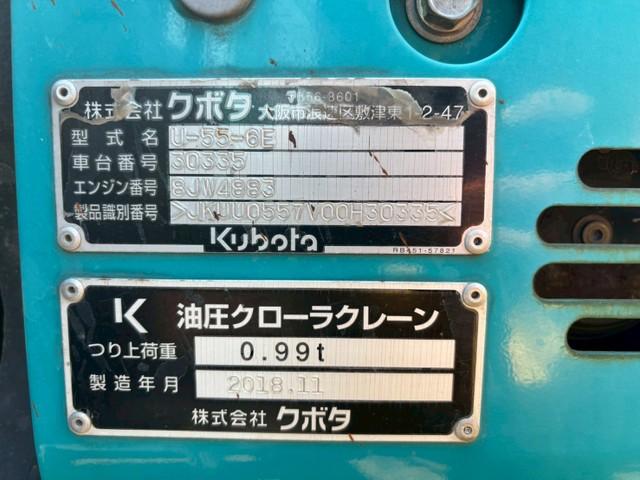 〒556-8601
株式会社 クボタ 大阪市浪速区敷津東1-2-47
型式名 U-55-6E
車台番号 30335
エンジン番号 8JW4883
製品識別番号 >JKUU0557V00H30335<
Kubota
RB451-57821
K 油圧クローラクレーン
つり上荷重 0.99t
製造年月 2018.11
株式会社 クボタ